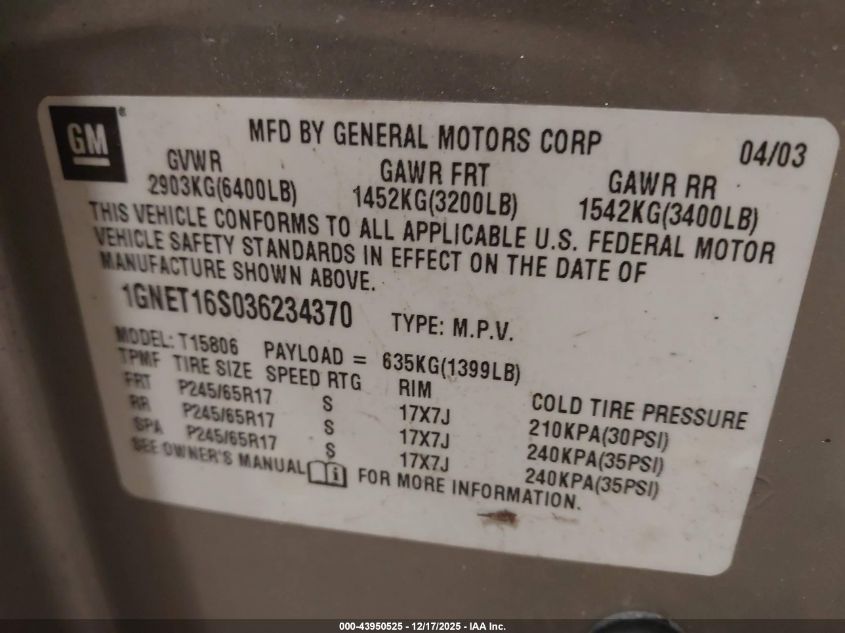 GM®
MFD BY GENERAL MOTORS CORP 04/03
GVWR GAWR FRT GAWR RR
2903KG(6400LB) 1452KG(3200LB) 1542KG(3400LB)
THIS VEHICLE CONFORMS TO ALL APPLICABLE U.S. FEDERAL MOTOR
VEHICLE SAFETY STANDARDS IN EFFECT ON THE DATE OF
MANUFACTURE SHOWN ABOVE.
1GNET16S036234370 TYPE: M.P.V.
MODEL: T15806 PAYLOAD = 635KG(1399LB)
TPMF TIRE SIZE SPEED RTG RIM COLD TIRE PRESSURE
FRT P245/65R17 S 17X7J 210KPA(30PSI)
RR P245/65R17 S 17X7J 240KPA(35PSI)
SPA P245/65R17 S 17X7J 240KPA(35PSI)
SEE OWNER'S MANUAL FOR MORE INFORMATION.
000-43950525 - 12/17/2025 - IAA Inc.